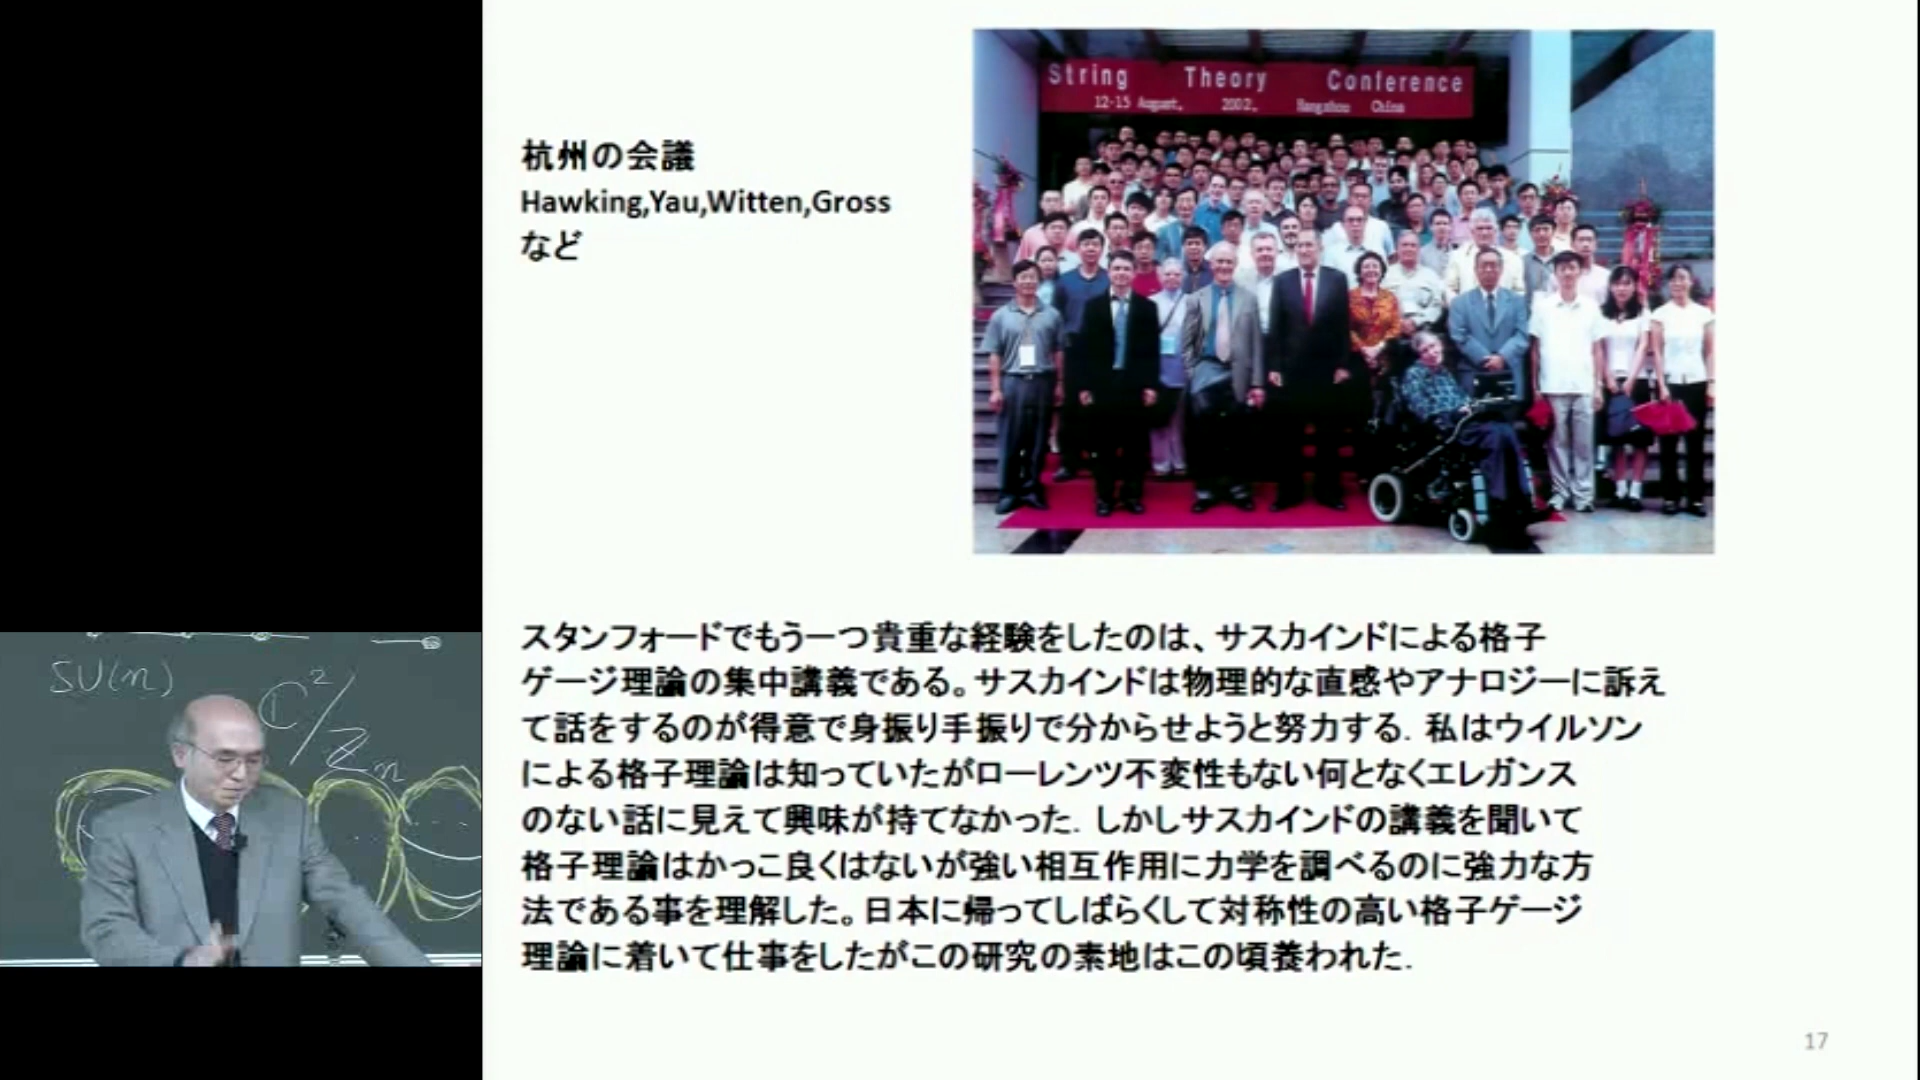 String Theory Conference
12-15 August, 2002, Hangzhou China
杭州の会議
Hawking,Yau,Witten,Gross
など
スタンフォードでもう一つ貴重な経験をしたのは、サスカインドによる格子
ゲージ理論の集中講義である。サスカインドは物理的な直感やアナロジーに訴え
て話をするのが得意で身振り手振りで分からせようと努力する. 私はウイルソン
による格子理論は知っていたがローレンツ不変性もない何となくエレガンス
のない話に見えて興味が持てなかった. しかしサスカインドの講義を聞いて
格子理論はかっこ良くはないが強い相互作用に力学を調べるのに強力な方
法である事を理解した。日本に帰ってしばらくして対称性の高い格子ゲージ
理論に着いて仕事をしたがこの研究の素地はこの頃養われた.
SU(n)
C²/Zn
17